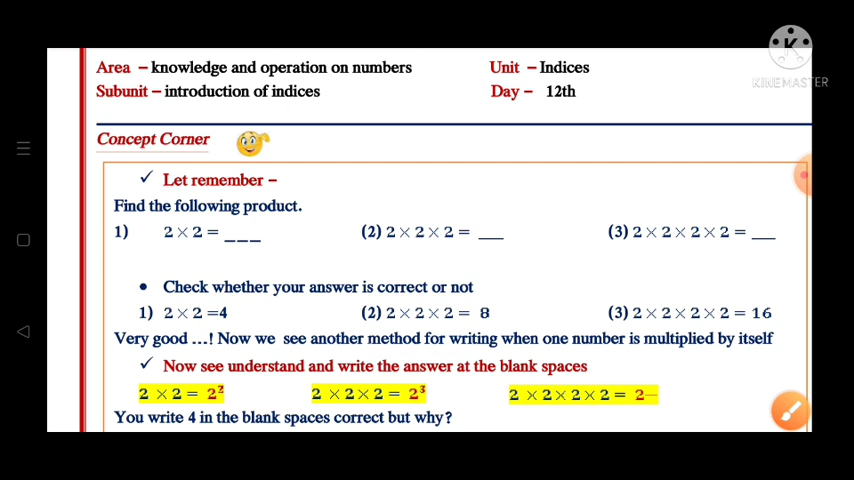 Area – knowledge and operation on numbers Unit – Indices
Subunit – introduction of indices Day – 12th
KINEMASTER
Concept Corner
✓ Let remember –
Find the following product.
1) 2 × 2 = ___ (2) 2 × 2 × 2 = __ (3) 2 × 2 × 2 × 2 = __
• Check whether your answer is correct or not
1) 2 × 2 =4 (2) 2 × 2 × 2 = 8 (3) 2 × 2 × 2 × 2 = 16
Very good ...! Now we see another method for writing when one number is multiplied by itself
✓ Now see understand and write the answer at the blank spaces
2 × 2 = 2² 2 × 2 × 2 = 2³ 2 × 2 × 2 × 2 = 2—
You write 4 in the blank spaces correct but why?